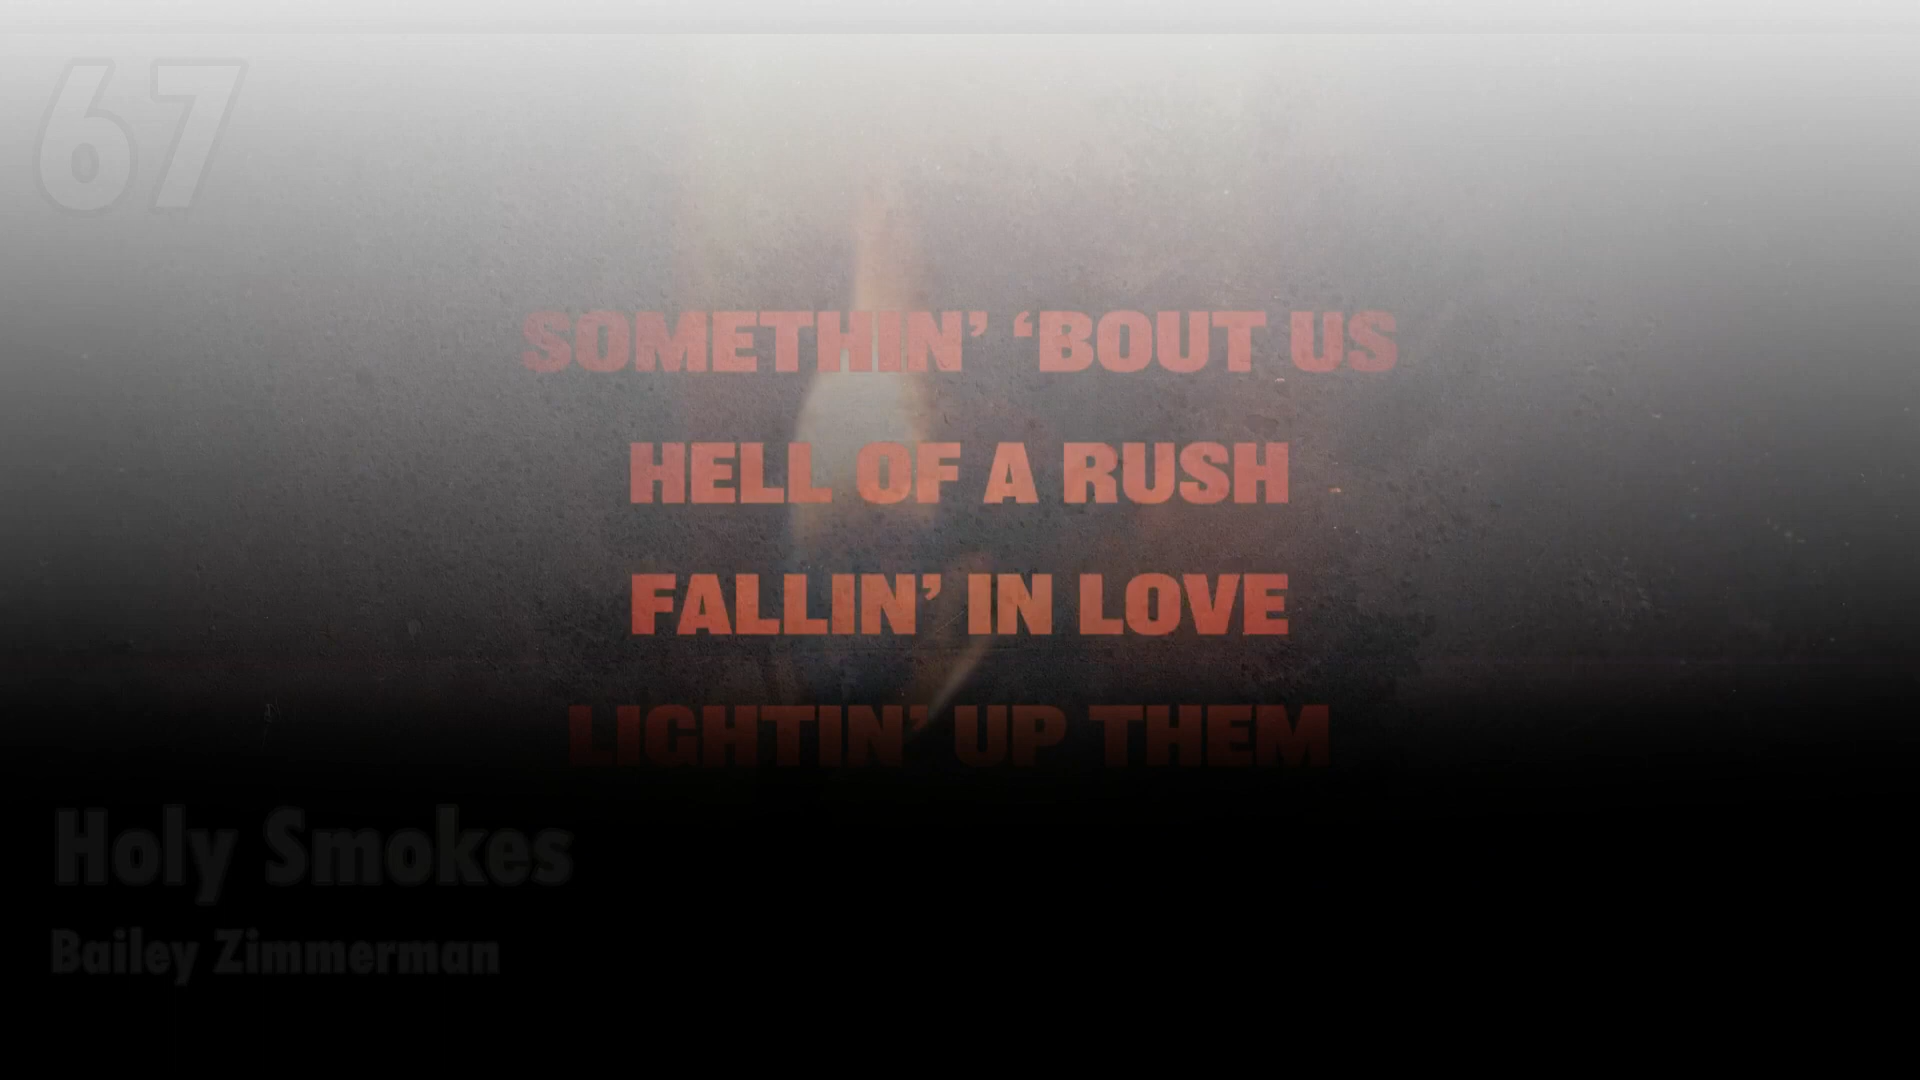 67
SOMETHIN’ ‘BOUT US
HELL OF A RUSH
FALLIN’ IN LOVE
LIGHTIN’ UP THEM
Holy Smokes
Bailey Zimmerman